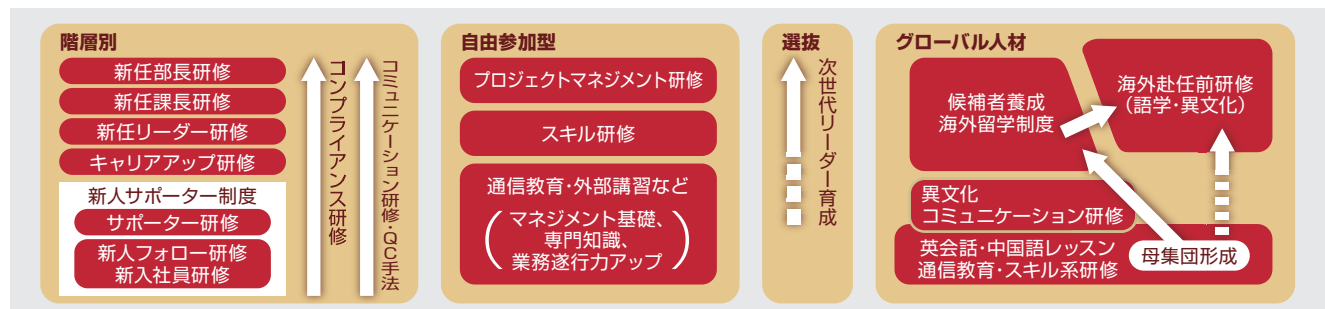 階層別
新任部長研修
新任課長研修
新任リーダー研修
キャリアアップ研修
新人サポーター制度
サポーター研修
新人フォロー研修
新入社員研修
コンプライアンス研修
コミュニケーション研修・QC手法
自由参加型
プロジェクトマネジメント研修
スキル研修
通信教育・外部講習など
(マネジメント基礎、
専門知識、
業務遂行力アップ)
選抜
次世代リーダー育成
グローバル人材
候補者養成
海外留学制度
海外赴任前研修
(語学・異文化)
異文化
コミュニケーション研修
英会話・中国語レッスン
通信教育・スキル系研修
母集団形成